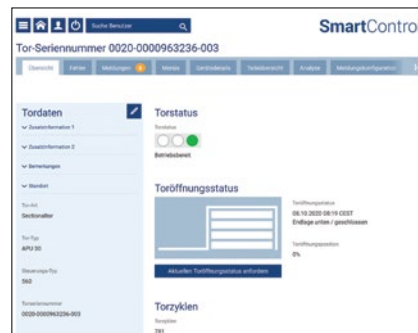 Suche Benutzer
SmartContro
Tor-Seriennummer 0020-0000963236-003
Übersicht Fehler Meldungen Menüs Gerätedetails Teileübersicht Analyse Meldungskonfiguration
Tordaten
Zusatzinformation 1
Zusatzinformation 2
Bemerkungen
Standort
Tor-Art
Sectionaltor
Tor-Typ
APU 30
Steuerungs-Typ
560
Torseriennummer
0020-0000963236-003
Torstatus
Torstatus
Betriebsbereit
Toröffnungsstatus
Aktuellen Toröffnungsstatus anfordern
Toröffnungsstatus
08.10.2020 08:19 CEST
Endlage unten / geschlossen
Toröffnungsposition
0%
Torzyklen
Torzyklen
781